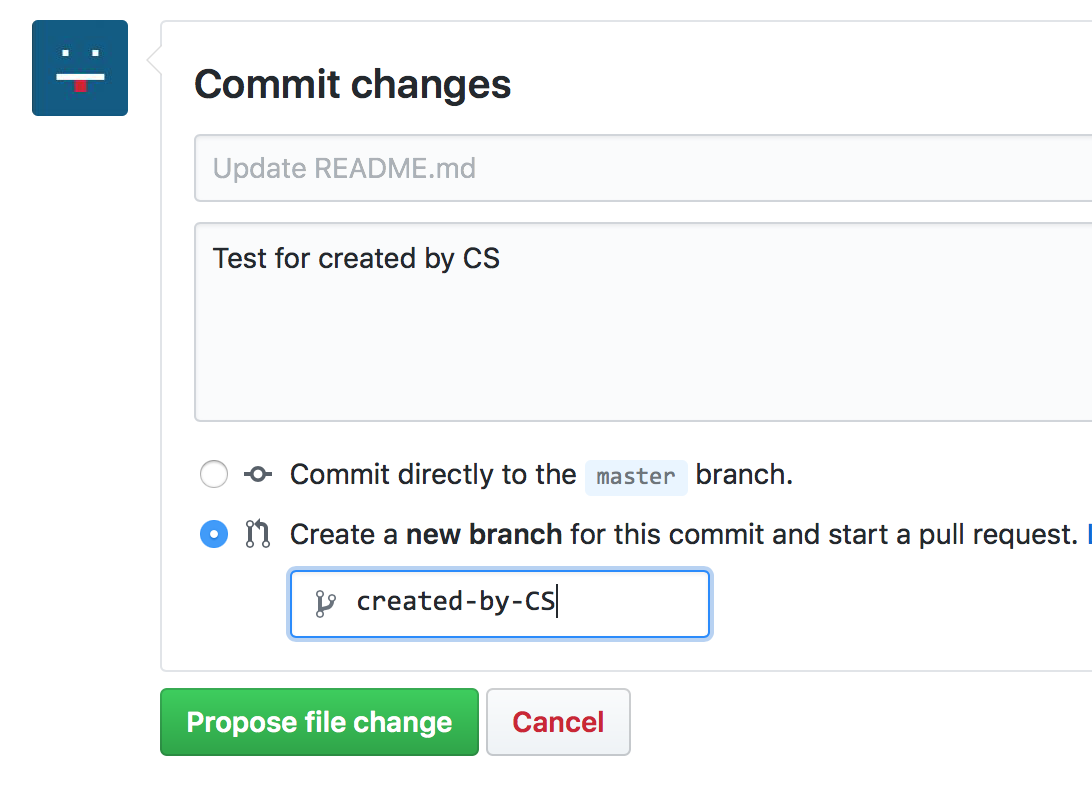 Commit changes
Update README.md
Test for created by CS
Commit directly to the master branch.
Create a new branch for this commit and start a pull request.
created-by-CS
Propose file change
Cancel